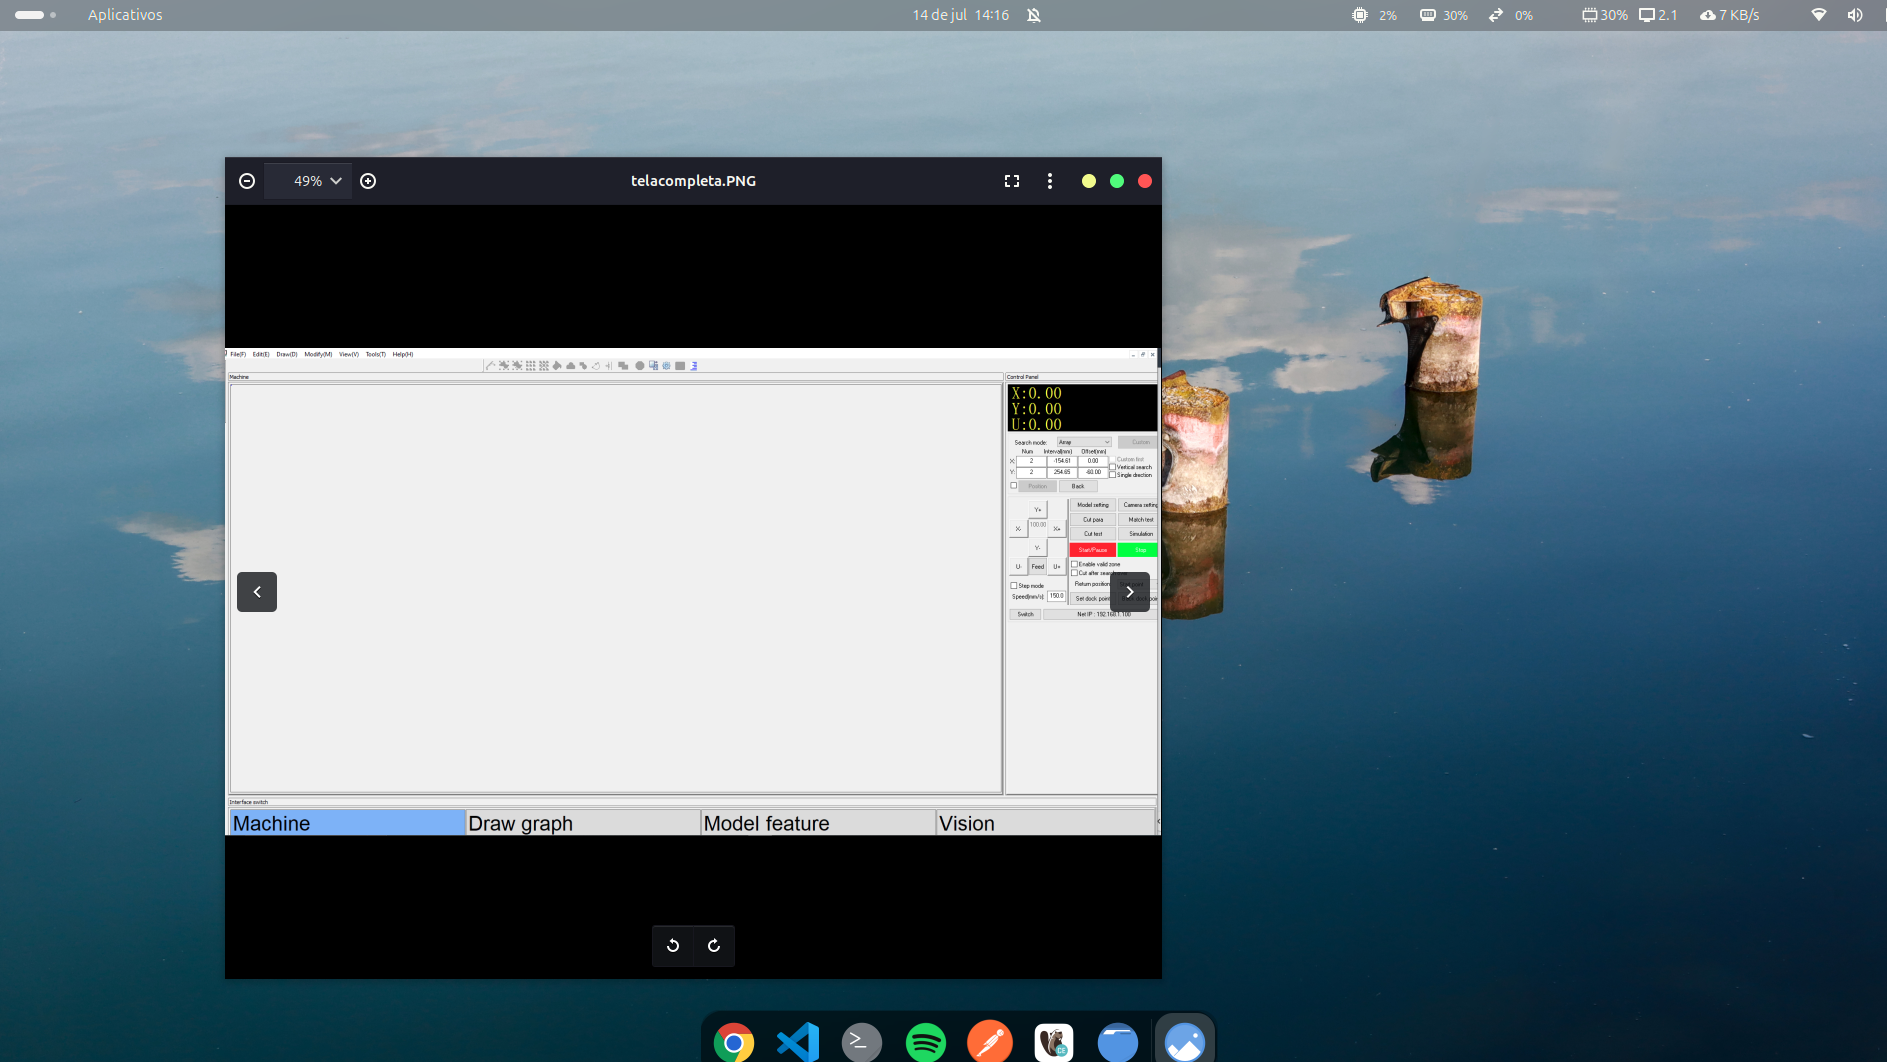 Aplicativos
14 de jul 14:16
2% 30% 0% 30% 2.1 7 KB/s
49%
telacompleta.PNG
File(F) Edit(E) Draw(D) Modify(M) View(V) Tools(T) Help(H)
Machine
Control Panel
X:0.00
Y:0.00
U:0.00
Search mode: Array Custom
Num Interval(mm) Offset(mm)
Custom first
X: 2 -154.61 0.00
Vertical search
Y: 2 254.65 -60.00
Single direction
Position Back
Y+
X- 100.00 X+
Y-
U- Feed U+
Step mode
Speed(mm/s): 150.0
Model setting Camera setting
Cut para Match test
Cut test Simulation
Start/Pause Stop
Enable valid zone
Cut after search
Return position:
Set dock point
Switch Net IP : 192.168.1.100
Interface switch
Machine Draw graph Model feature Vision
CE